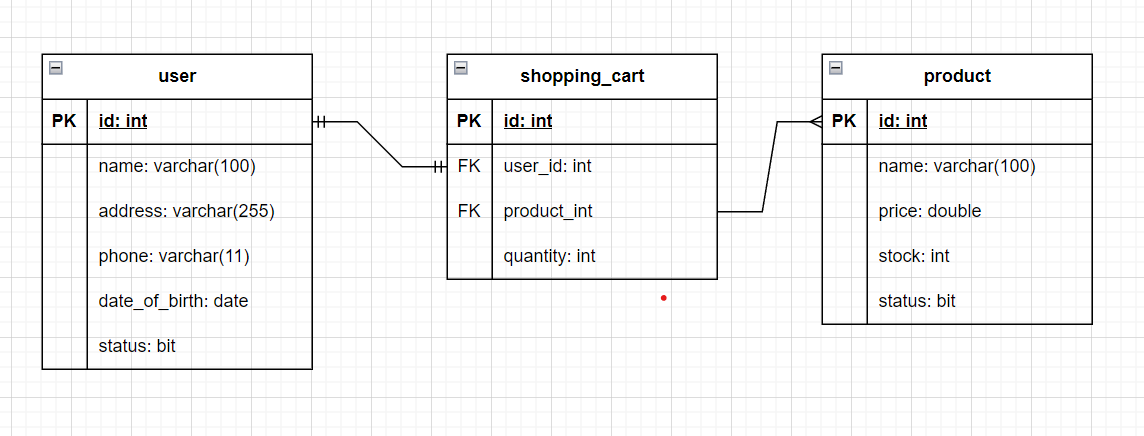 user
PK id: int
name: varchar(100)
address: varchar(255)
phone: varchar(11)
date_of_birth: date
status: bit
shopping_cart
PK id: int
FK user_id: int
FK product_int
quantity: int
product
PK id: int
name: varchar(100)
price: double
stock: int
status: bit